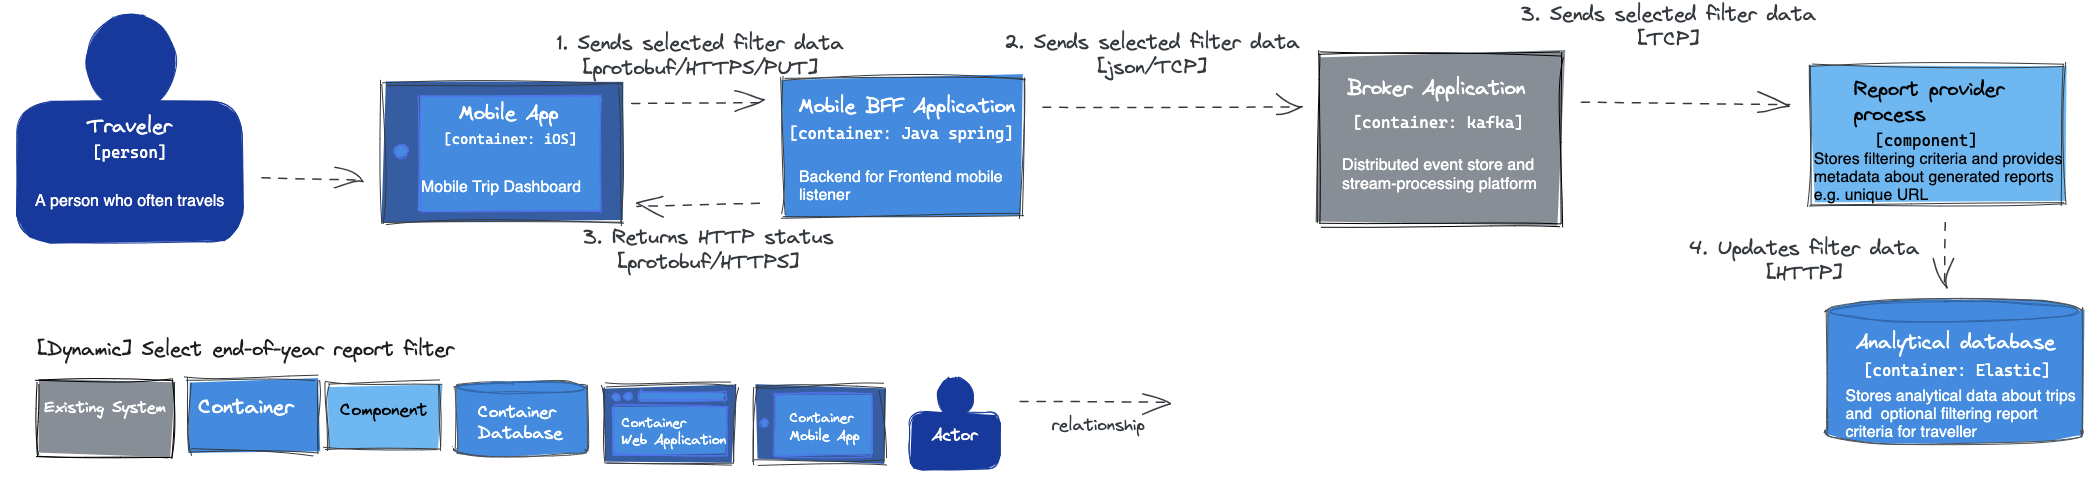 Traveler
[person]
A person who often travels
Mobile App
[container: iOS]
Mobile Trip Dashboard
1. Sends selected filter data
[protobuf/HTTPS/PUT]
3. Returns HTTP status
[protobuf/HTTPS]
Mobile BFF Application
[container: Java spring]
Backend for Frontend mobile
listener
2. Sends selected filter data
[json/TCP]
Broker Application
[container: kafka]
Distributed event store and
stream-processing platform
3. Sends selected filter data
[TCP]
Report provider
process
[component]
Stores filtering criteria and provides
metadata about generated reports
e.g. unique URL
4. Updates filter data
[HTTP]
Analytical database
[container: Elastic]
Stores analytical data about trips
and optional filtering report
criteria for traveller
[Dynamic] Select end-of-year report filter
Existing System
Container
Component
Container
Database
Container
Web Application
Container
Mobile App
Actor
relationship